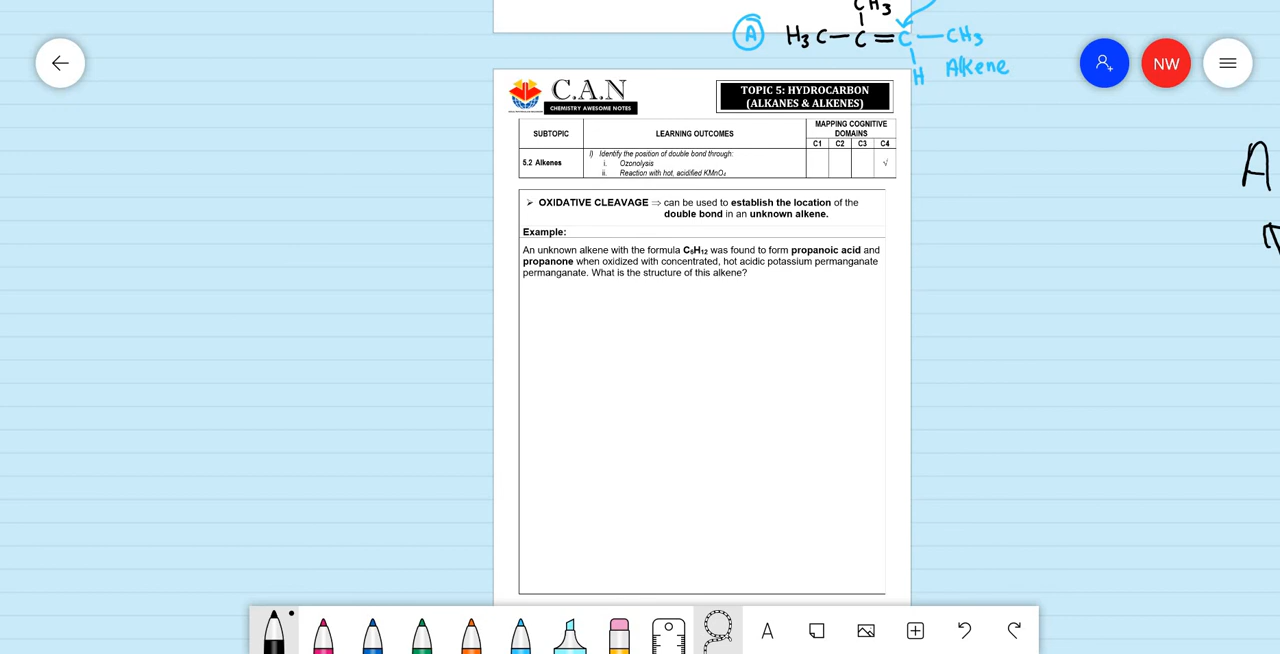 CH3
A H3C-C=C-CH3
H Alkene
NW
C.A.N
CHEMISTRY AWESOME NOTES
TOPIC 5: HYDROCARBON
(ALKANES & ALKENES)
SUBTOPIC LEARNING OUTCOMES MAPPING COGNITIVE DOMAINS
C1 C2 C3 C4
5.2 Alkenes
l) Identify the position of double bond through:
i. Ozonolysis
ii. Reaction with hot, acidified KMnO4
√
➢ OXIDATIVE CLEAVAGE ⇒ can be used to establish the location of the
double bond in an unknown alkene.
Example:
An unknown alkene with the formula C6H12 was found to form propanoic acid and
propanone when oxidized with concentrated, hot acidic potassium permanganate
permanganate. What is the structure of this alkene?
A
A